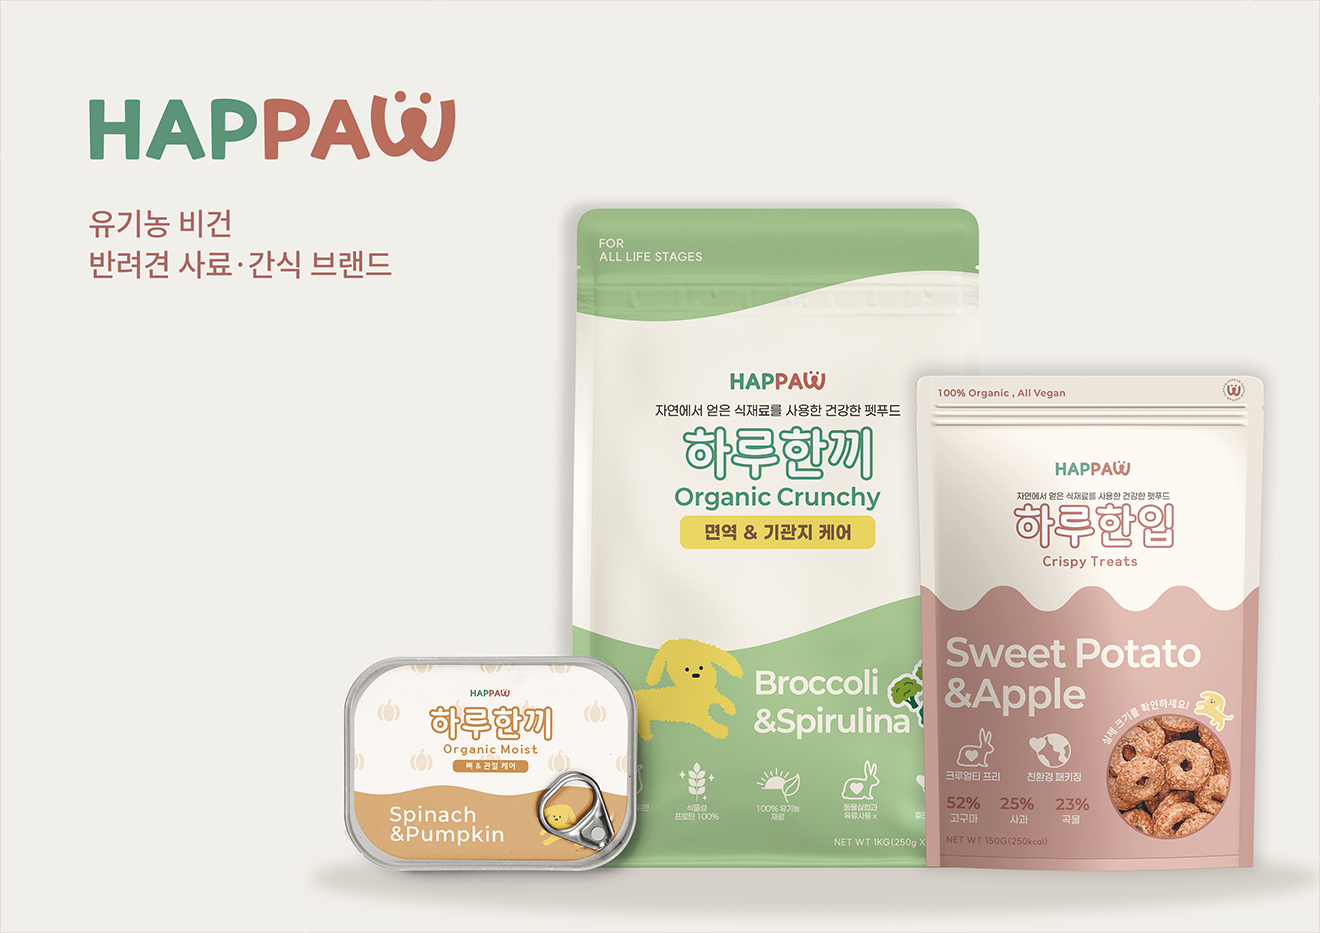 HAPPAW
유기농 비건
반려견 사료·간식 브랜드
FOR
ALL LIFE STAGES
HAPPAW
자연에서 얻은 식재료를 사용한 건강한 펫푸드
하루한끼
Organic Crunchy
면역 & 기관지 케어
Broccoli
&Spirulina
식물성
프로틴 100%
100% 유기농
재료
동물실험과
육류사용 x
NET WT 1KG(250g X
100% Organic , All Vegan
HAPPAW
자연에서 얻은 식재료를 사용한 건강한 펫푸드
하루한입
Crispy Treats
Sweet Potato
&Apple
실제 크기를 확인하세요!
크루얼티 프리
친환경 패키징
52%
고구마
25%
사과
23%
곡물
NET WT 150G(250kcal)
HAPPAW
하루한끼
Organic Moist
뼈 & 관절 케어
Spinach
&Pumpkin